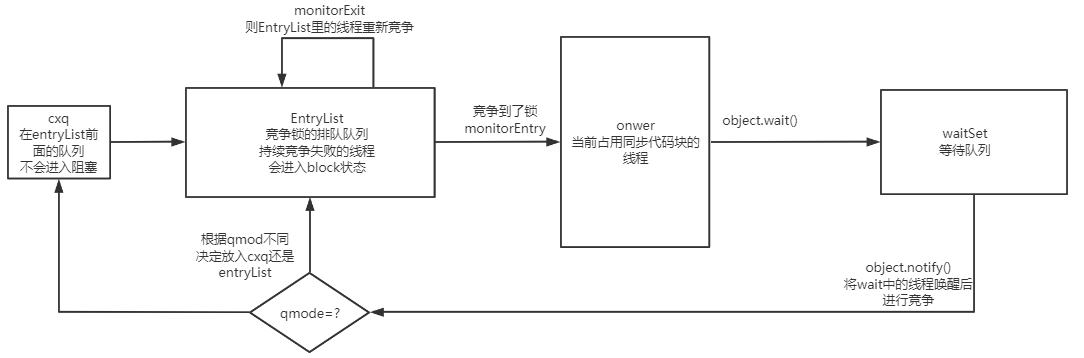 monitorExit
则EntryList里的线程重新竞争
cxq
在entryList前
面的队列
不会进入阻塞
EntryList
竞争锁的排队队列
持续竞争失败的线程
会进入block状态
竞争到了锁
monitorEntry
onwer
当前占用同步代码块的
线程
object.wait()
waitSet
等待队列
根据qmod不同
决定放入cxq还是
entryList
object.notify()
将wait中的线程唤醒后
进行竞争
qmode=?